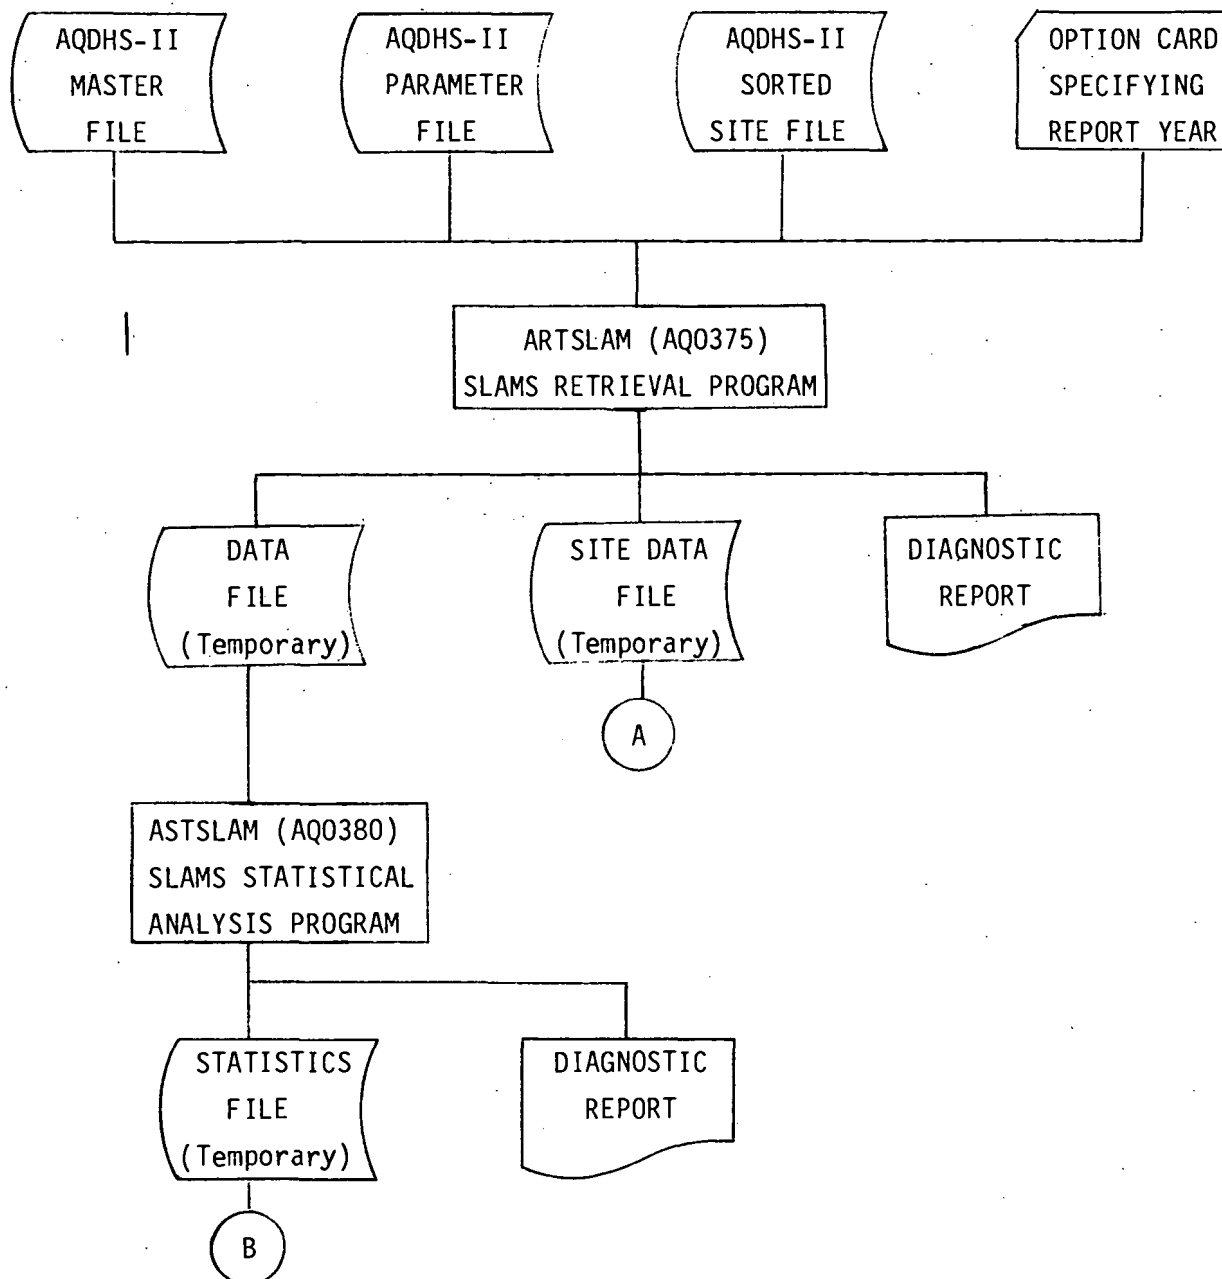 AQDHS-II
MASTER
FILE
AQDHS-II
PARAMETER
FILE
AQDHS-II
SORTED
SITE FILE
OPTION CARD
SPECIFYING
REPORT YEAR
ARTSLAM (AQ0375)
SLAMS RETRIEVAL PROGRAM
DATA
FILE
(Temporary)
SITE DATA
FILE
(Temporary)
DIAGNOSTIC
REPORT
A
ASTSLAM (AQ0380)
SLAMS STATISTICAL
ANALYSIS PROGRAM
STATISTICS
FILE
(Temporary)
DIAGNOSTIC
REPORT
B